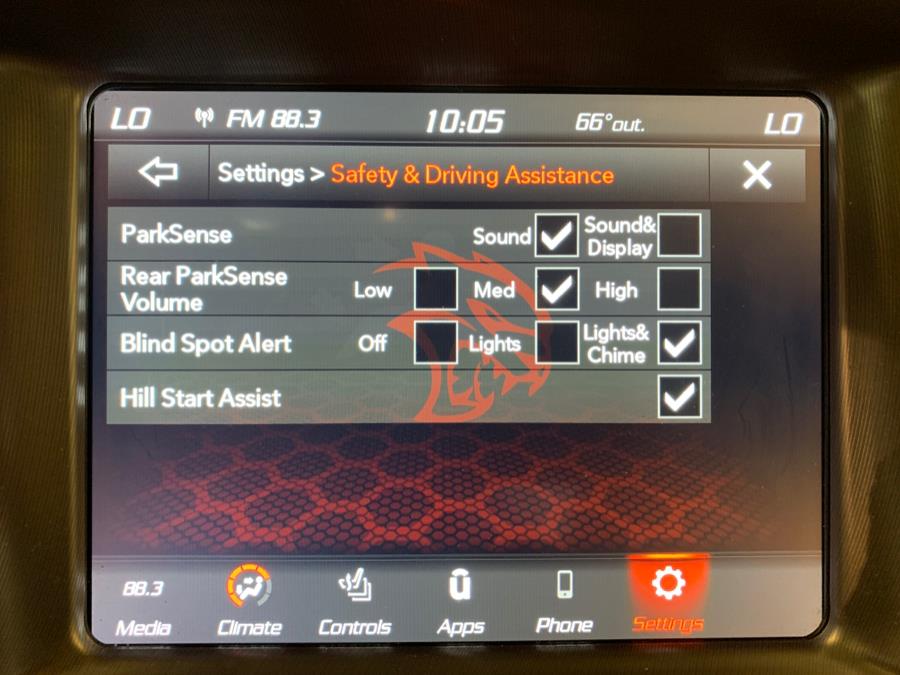 LO FM 88.3 10:05 66°out. LO
Settings > Safety & Driving Assistance
ParkSense Sound Sound& Display
Rear ParkSense Volume Low Med High
Blind Spot Alert Off Lights Lights& Chime
Hill Start Assist
88.3
Media Climate Controls Apps Phone Settings